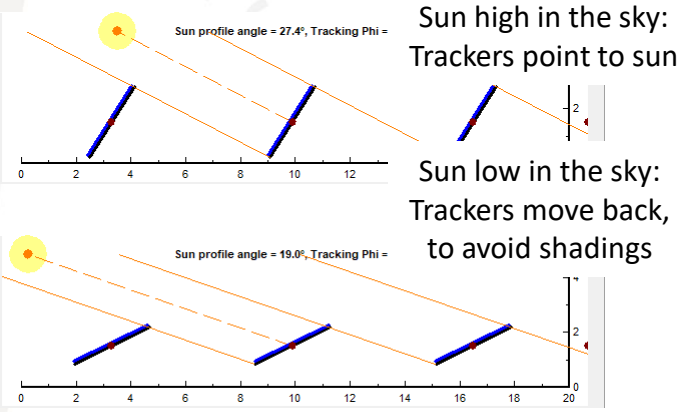 Sun high in the sky:
Trackers point to sun
Sun profile angle = 27.4°, Tracking Phi =
2
0 2 4 6 8 10 12
Sun low in the sky:
Trackers move back,
to avoid shadings
Sun profile angle = 19.0°, Tracking Phi =
4
2
0
0 2 4 6 8 10 12 14 16 18 20